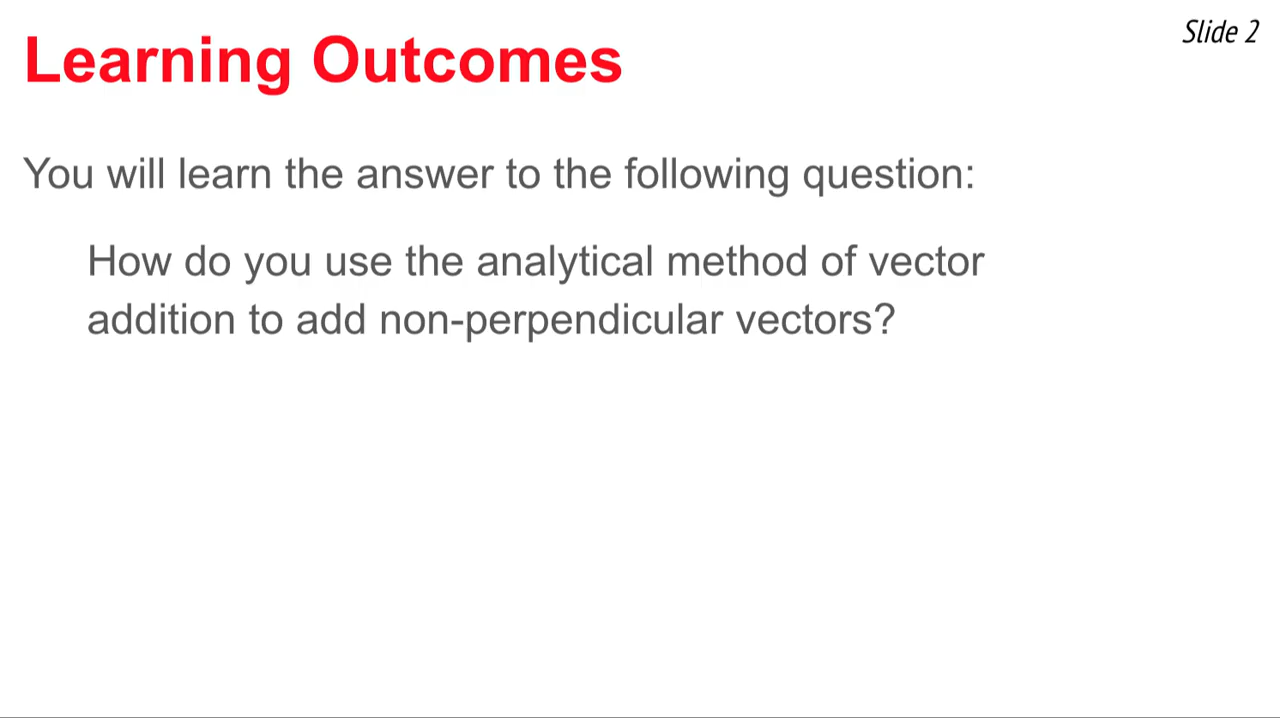 Slide 2
Learning Outcomes
You will learn the answer to the following question:
How do you use the analytical method of vector
addition to add non-perpendicular vectors?